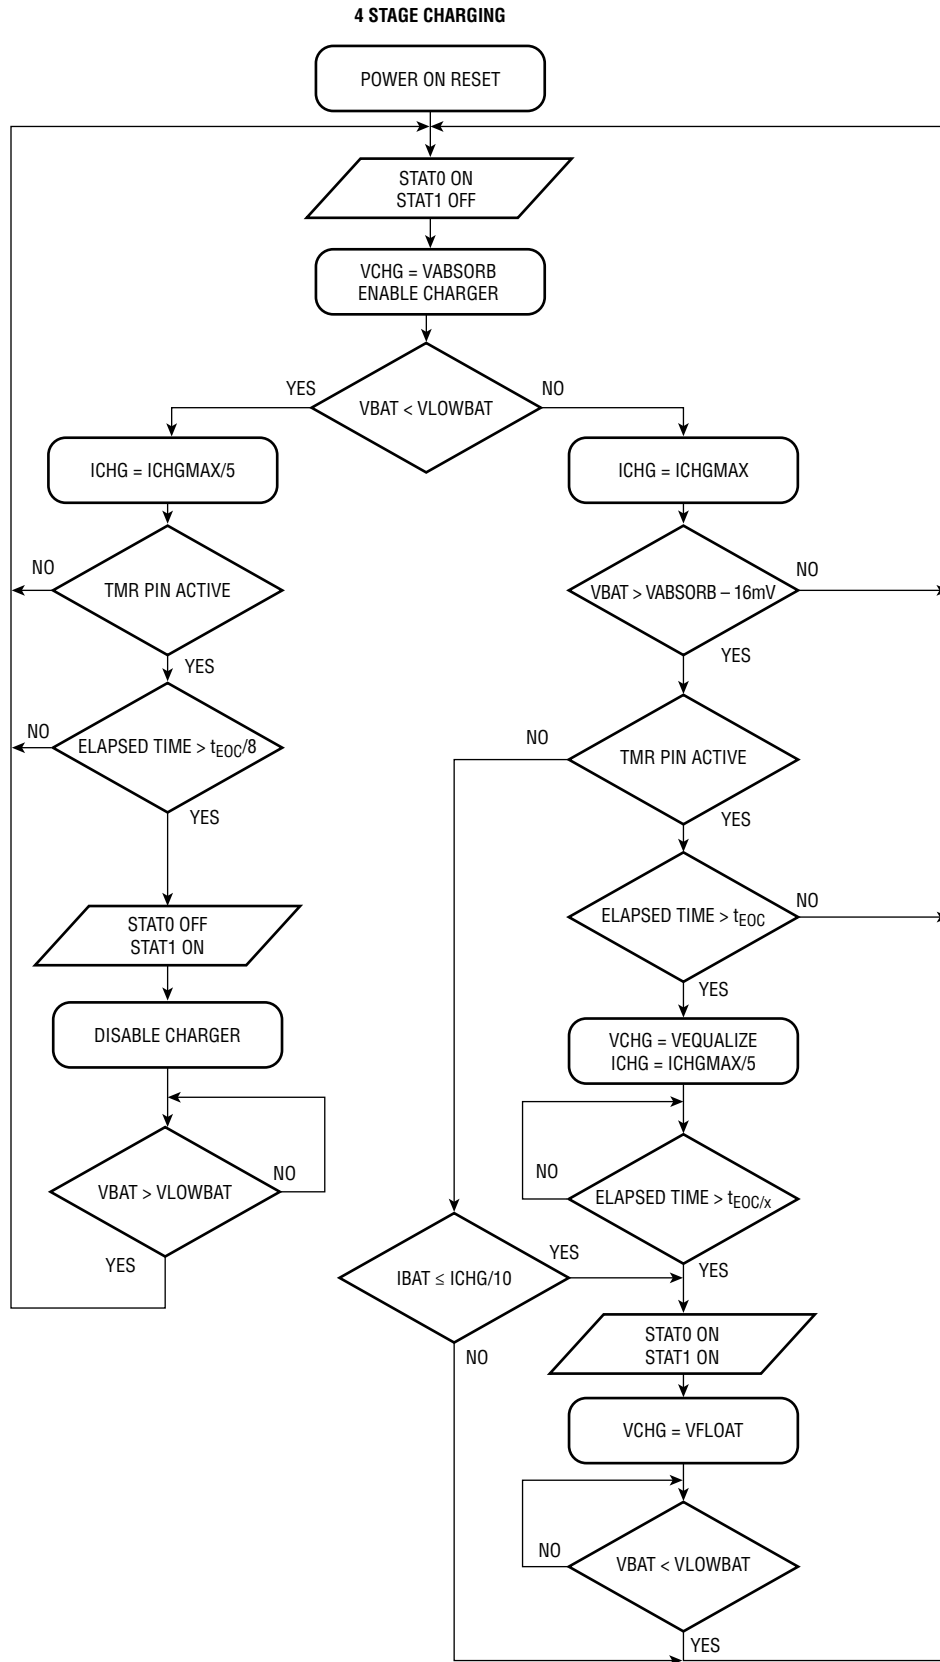 4 STAGE CHARGING
POWER ON RESET
STAT0 ON
STAT1 OFF
VCHG = VABSORB
ENABLE CHARGER
VBAT < VLOWBAT
YES
NO
ICHG = ICHGMAX/5
TMR PIN ACTIVE
NO
YES
ELAPSED TIME > tEOC/8
NO
YES
STAT0 OFF
STAT1 ON
DISABLE CHARGER
VBAT > VLOWBAT
NO
YES
ICHG = ICHGMAX
VBAT > VABSORB – 16mV
NO
YES
TMR PIN ACTIVE
NO
YES
ELAPSED TIME > tEOC
NO
YES
VCHG = VEQUALIZE
ICHG = ICHGMAX/5
ELAPSED TIME > tEOC/x
NO
YES
IBAT ≤ ICHG/10
YES
NO
STAT0 ON
STAT1 ON
VCHG = VFLOAT
VBAT < VLOWBAT
NO
YES